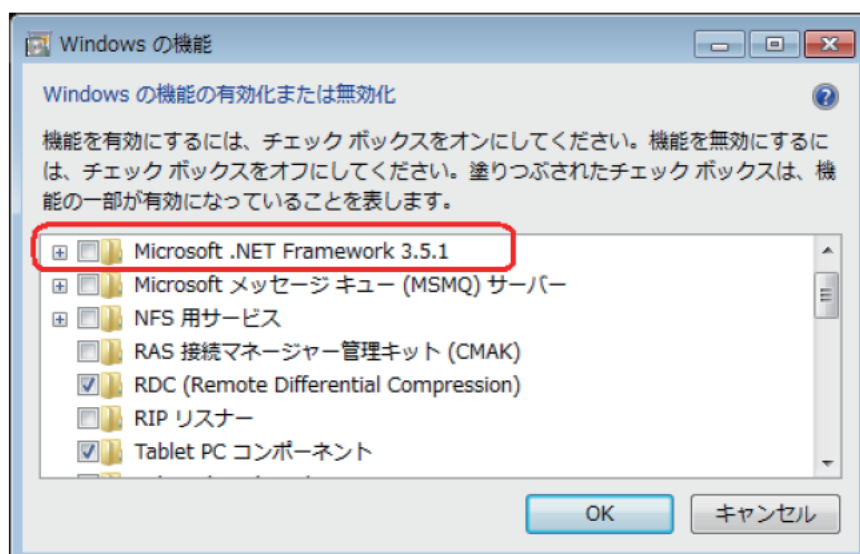 Windows の機能
Windows の機能の有効化または無効化
機能を有効にするには、チェック ボックスをオンにしてください。機能を無効にするに
は、チェック ボックスをオフにしてください。塗りつぶされたチェック ボックスは、機
能の一部が有効になっていることを表します。
Microsoft .NET Framework 3.5.1
Microsoft メッセージ キュー (MSMQ) サーバー
NFS 用サービス
RAS 接続マネージャー管理キット (CMAK)
RDC (Remote Differential Compression)
RIP リスナー
Tablet PC コンポーネント
OK キャンセル